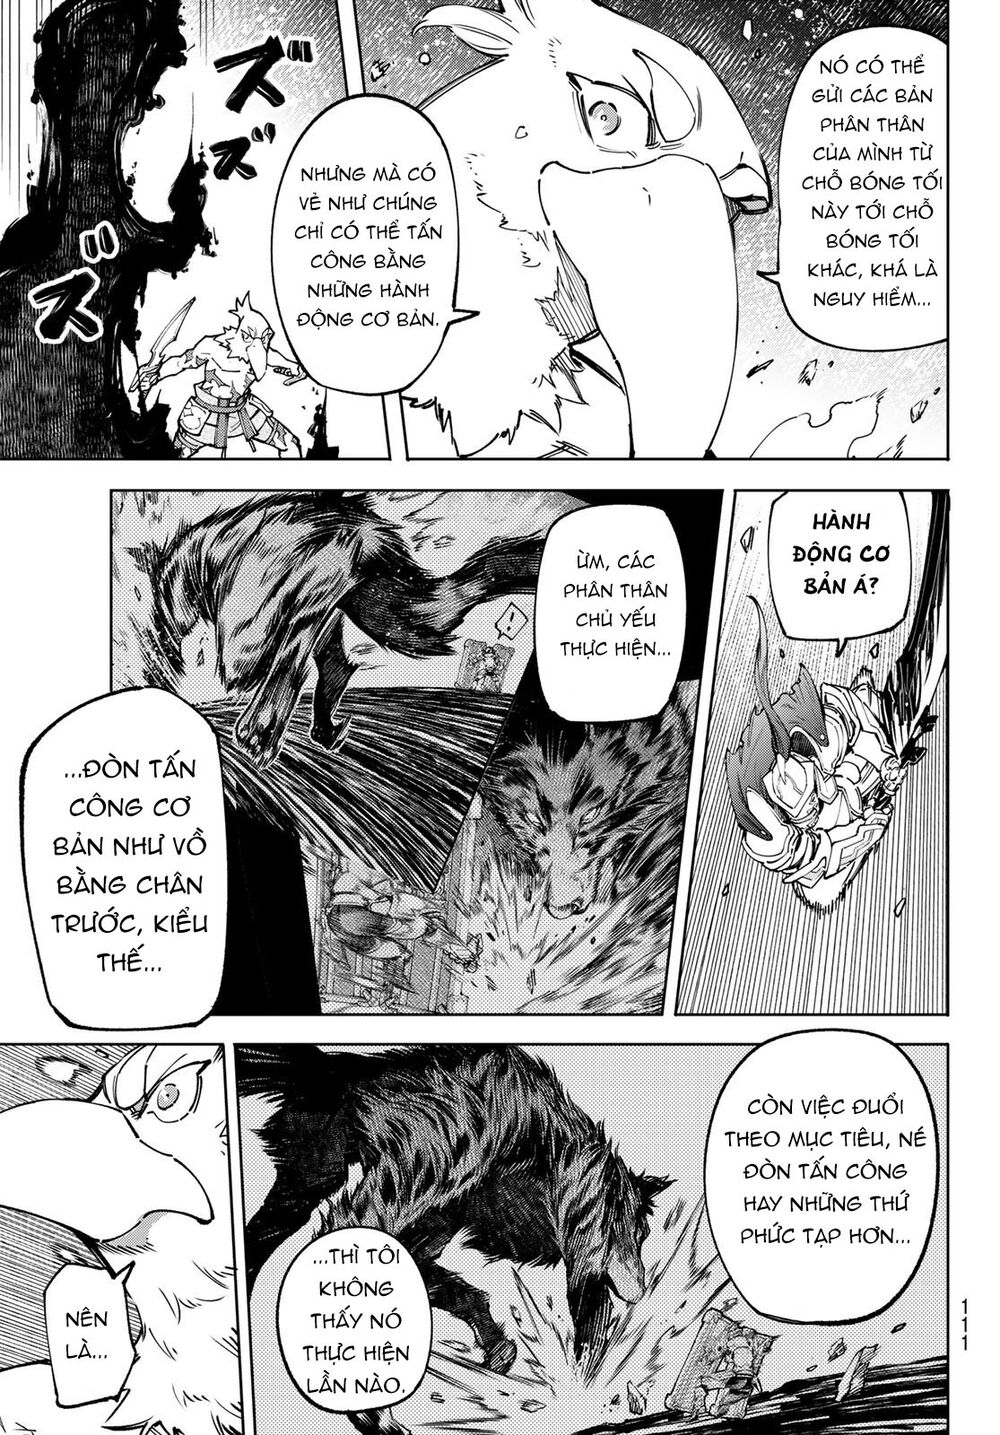 NÓ CÓ THỂ
GỬI CÁC BẢN
PHÂN THÂN
CỦA MÌNH TỪ
CHỖ BÓNG TỐI
NÀY TỚI CHỖ
BÓNG TỐI
KHÁC, KHÁ LÀ
NGUY HIỂM...
NHƯNG MÀ CÓ
VẺ NHƯ CHÚNG
CHỈ CÓ THỂ TẤN
CÔNG BẰNG
NHỮNG HÀNH
ĐỘNG CƠ BẢN.
ズズ
ズズ
HÀNH
ĐỘNG CƠ
BẢN Á?
ỪM, CÁC
PHÂN THÂN
CHỦ YẾU
THỰC HIỆN...
!
...ĐÒN TẤN
CÔNG CƠ
BẢN NHƯ VỒ
BẰNG CHÂN
TRƯỚC, KIỂU
THẾ...
CÒN VIỆC ĐUỔI
THEO MỤC TIÊU, NÉ
ĐÒN TẤN CÔNG
HAY NHỮNG THỨ
PHỨC TẠP HƠN...
...THÌ TÔI
KHÔNG
THẤY NÓ
THỰC HIỆN
LẦN NÀO.
NÊN
LÀ...
111